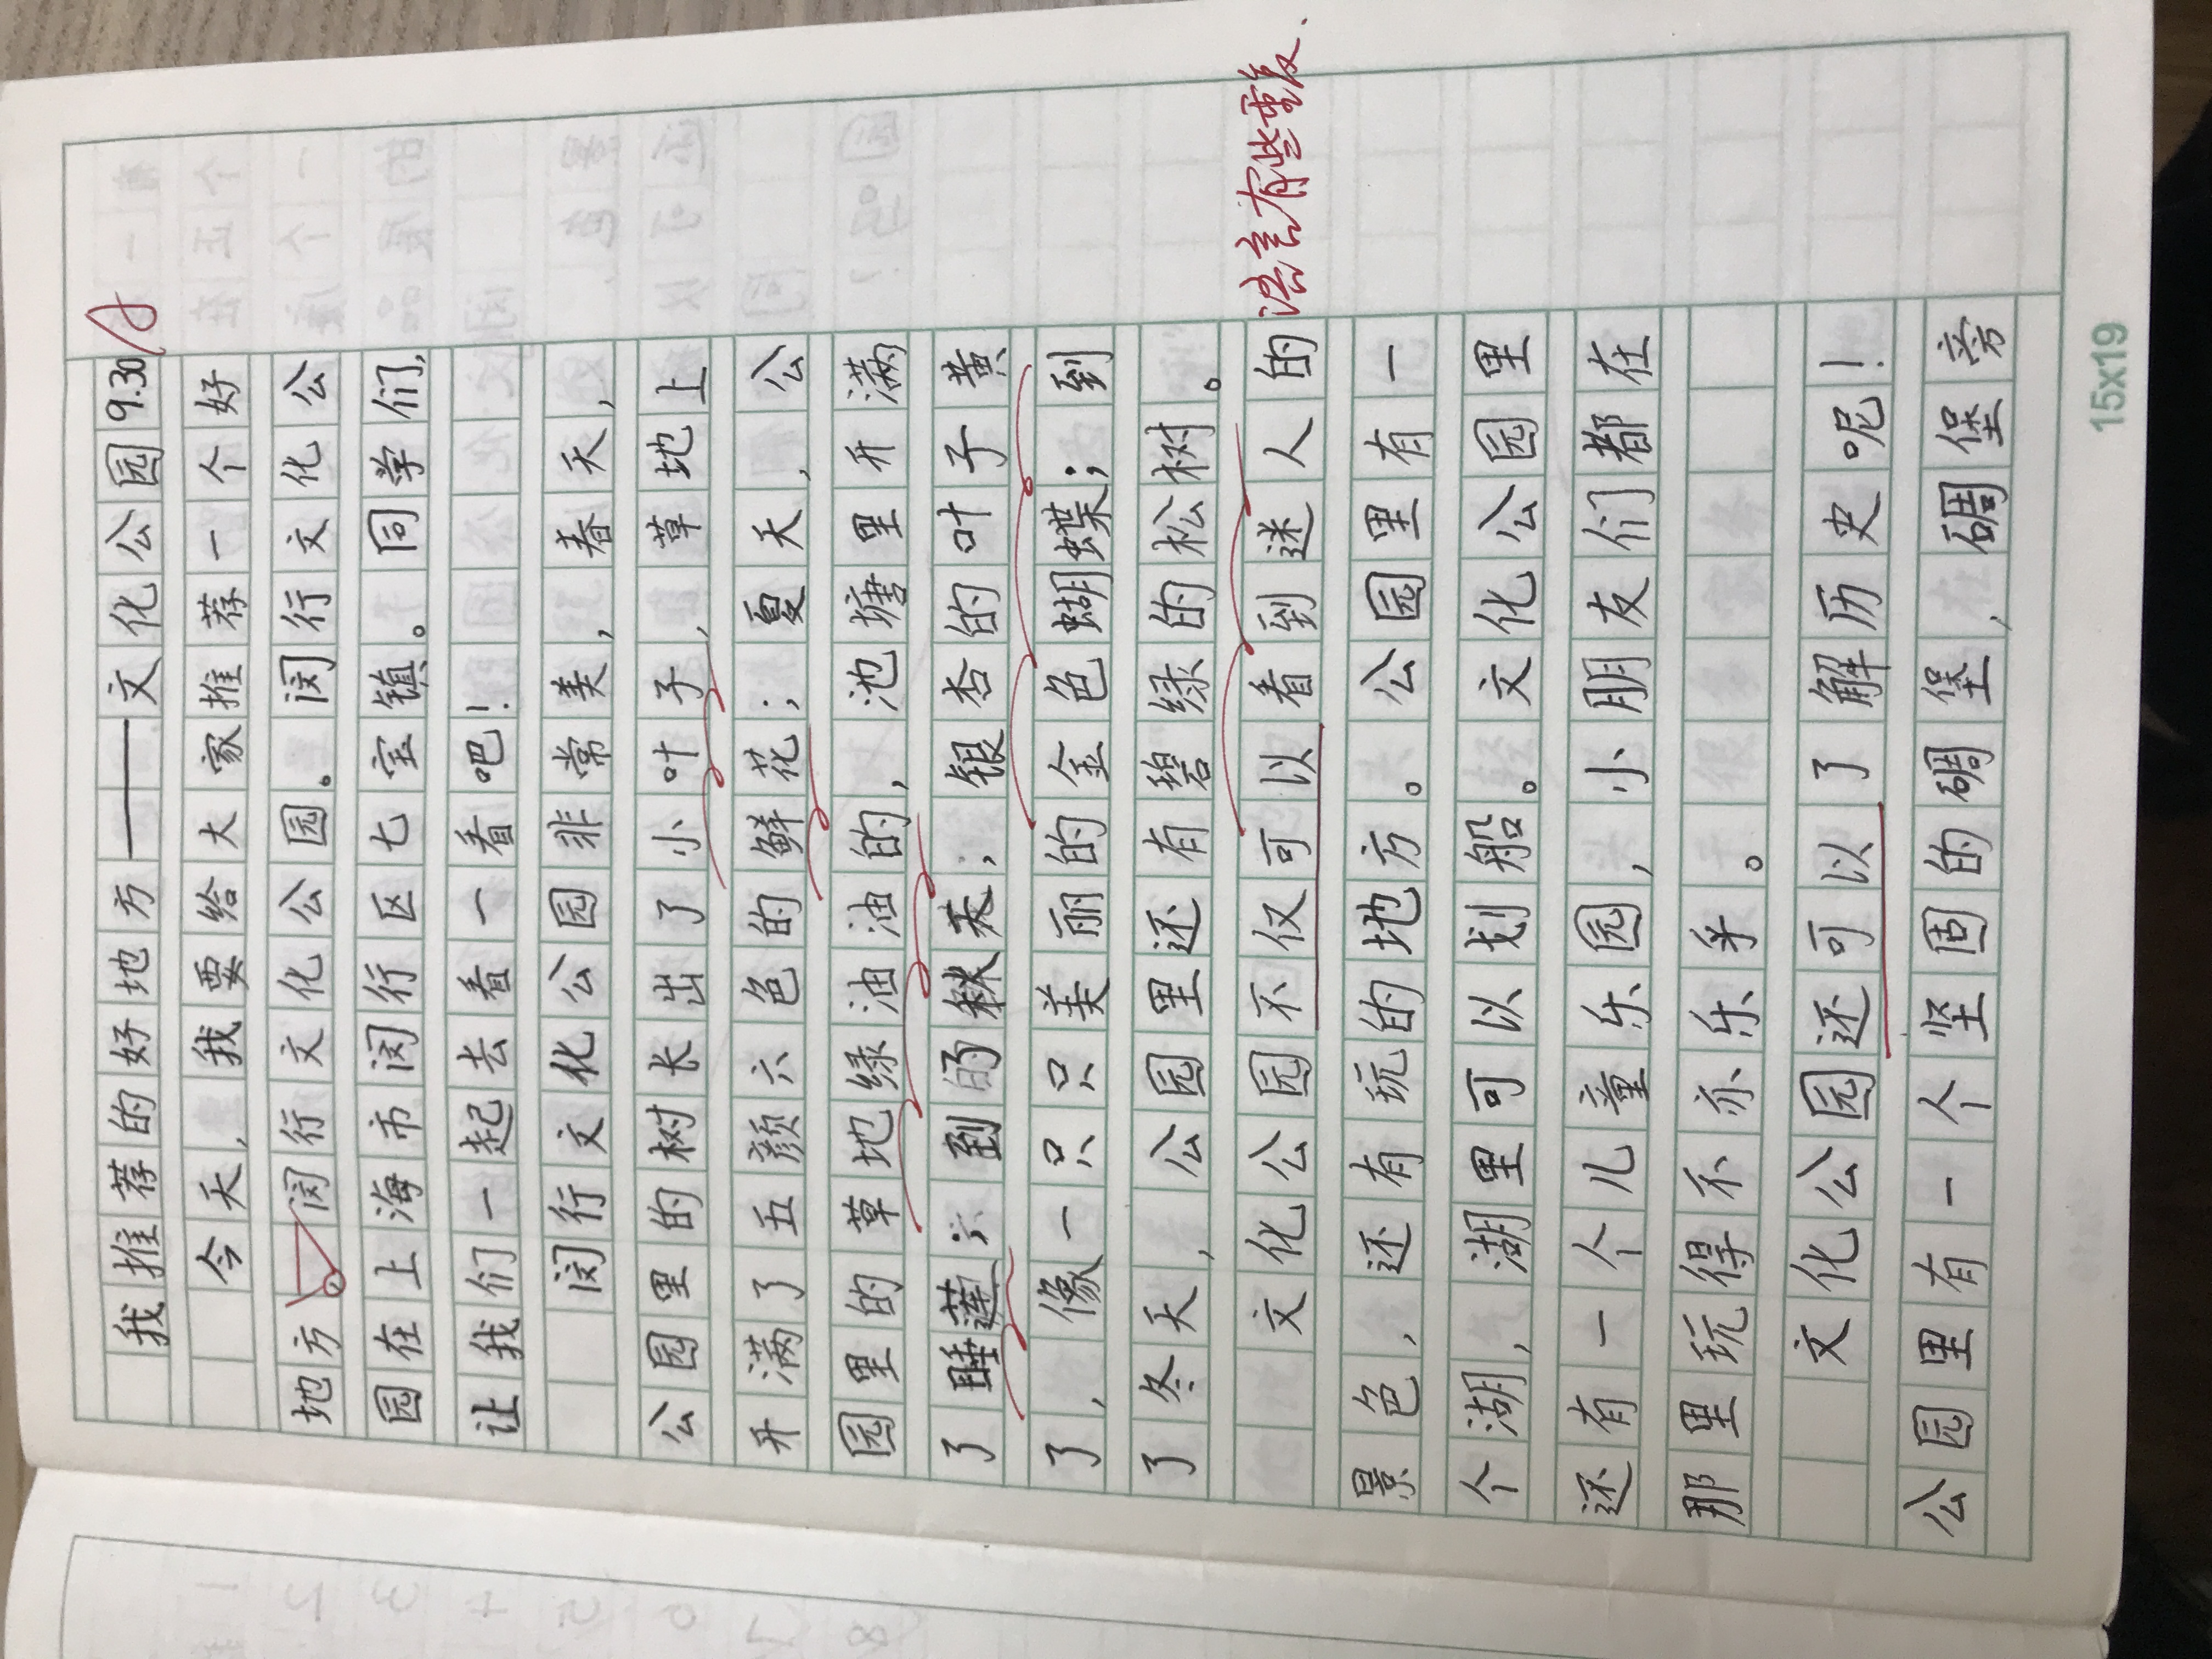 我推荐的好地方——文化公园 9.30 A
今天,我要给大家推荐一个好
地方 闵行文化公园。闵行文化公
园在上海市闵行区七宝镇。同学们,
让我们一起去看一看吧!
闵行文化公园非常美,春天,
公园里的树长出了小叶子,草地上
开满了五颜六色的鲜花;夏天,公
园里的草地绿油油的,池塘里开满
了睡莲;到了秋天,银杏的叶子黄
了,像一只只美丽的金色蝴蝶;到
了冬天,公园里还有碧绿的松树。
文化公园不仅可以看到迷人的
语言有些重复.
景色,还有玩的地方。公园里有一
个湖,湖里可以划船。文化公园里
还有一个儿童乐园,小朋友们都在
那里玩得不亦乐乎。
文化公园还可以了解历史呢!
公园里有一个坚固的碉堡,碉堡旁
15x19